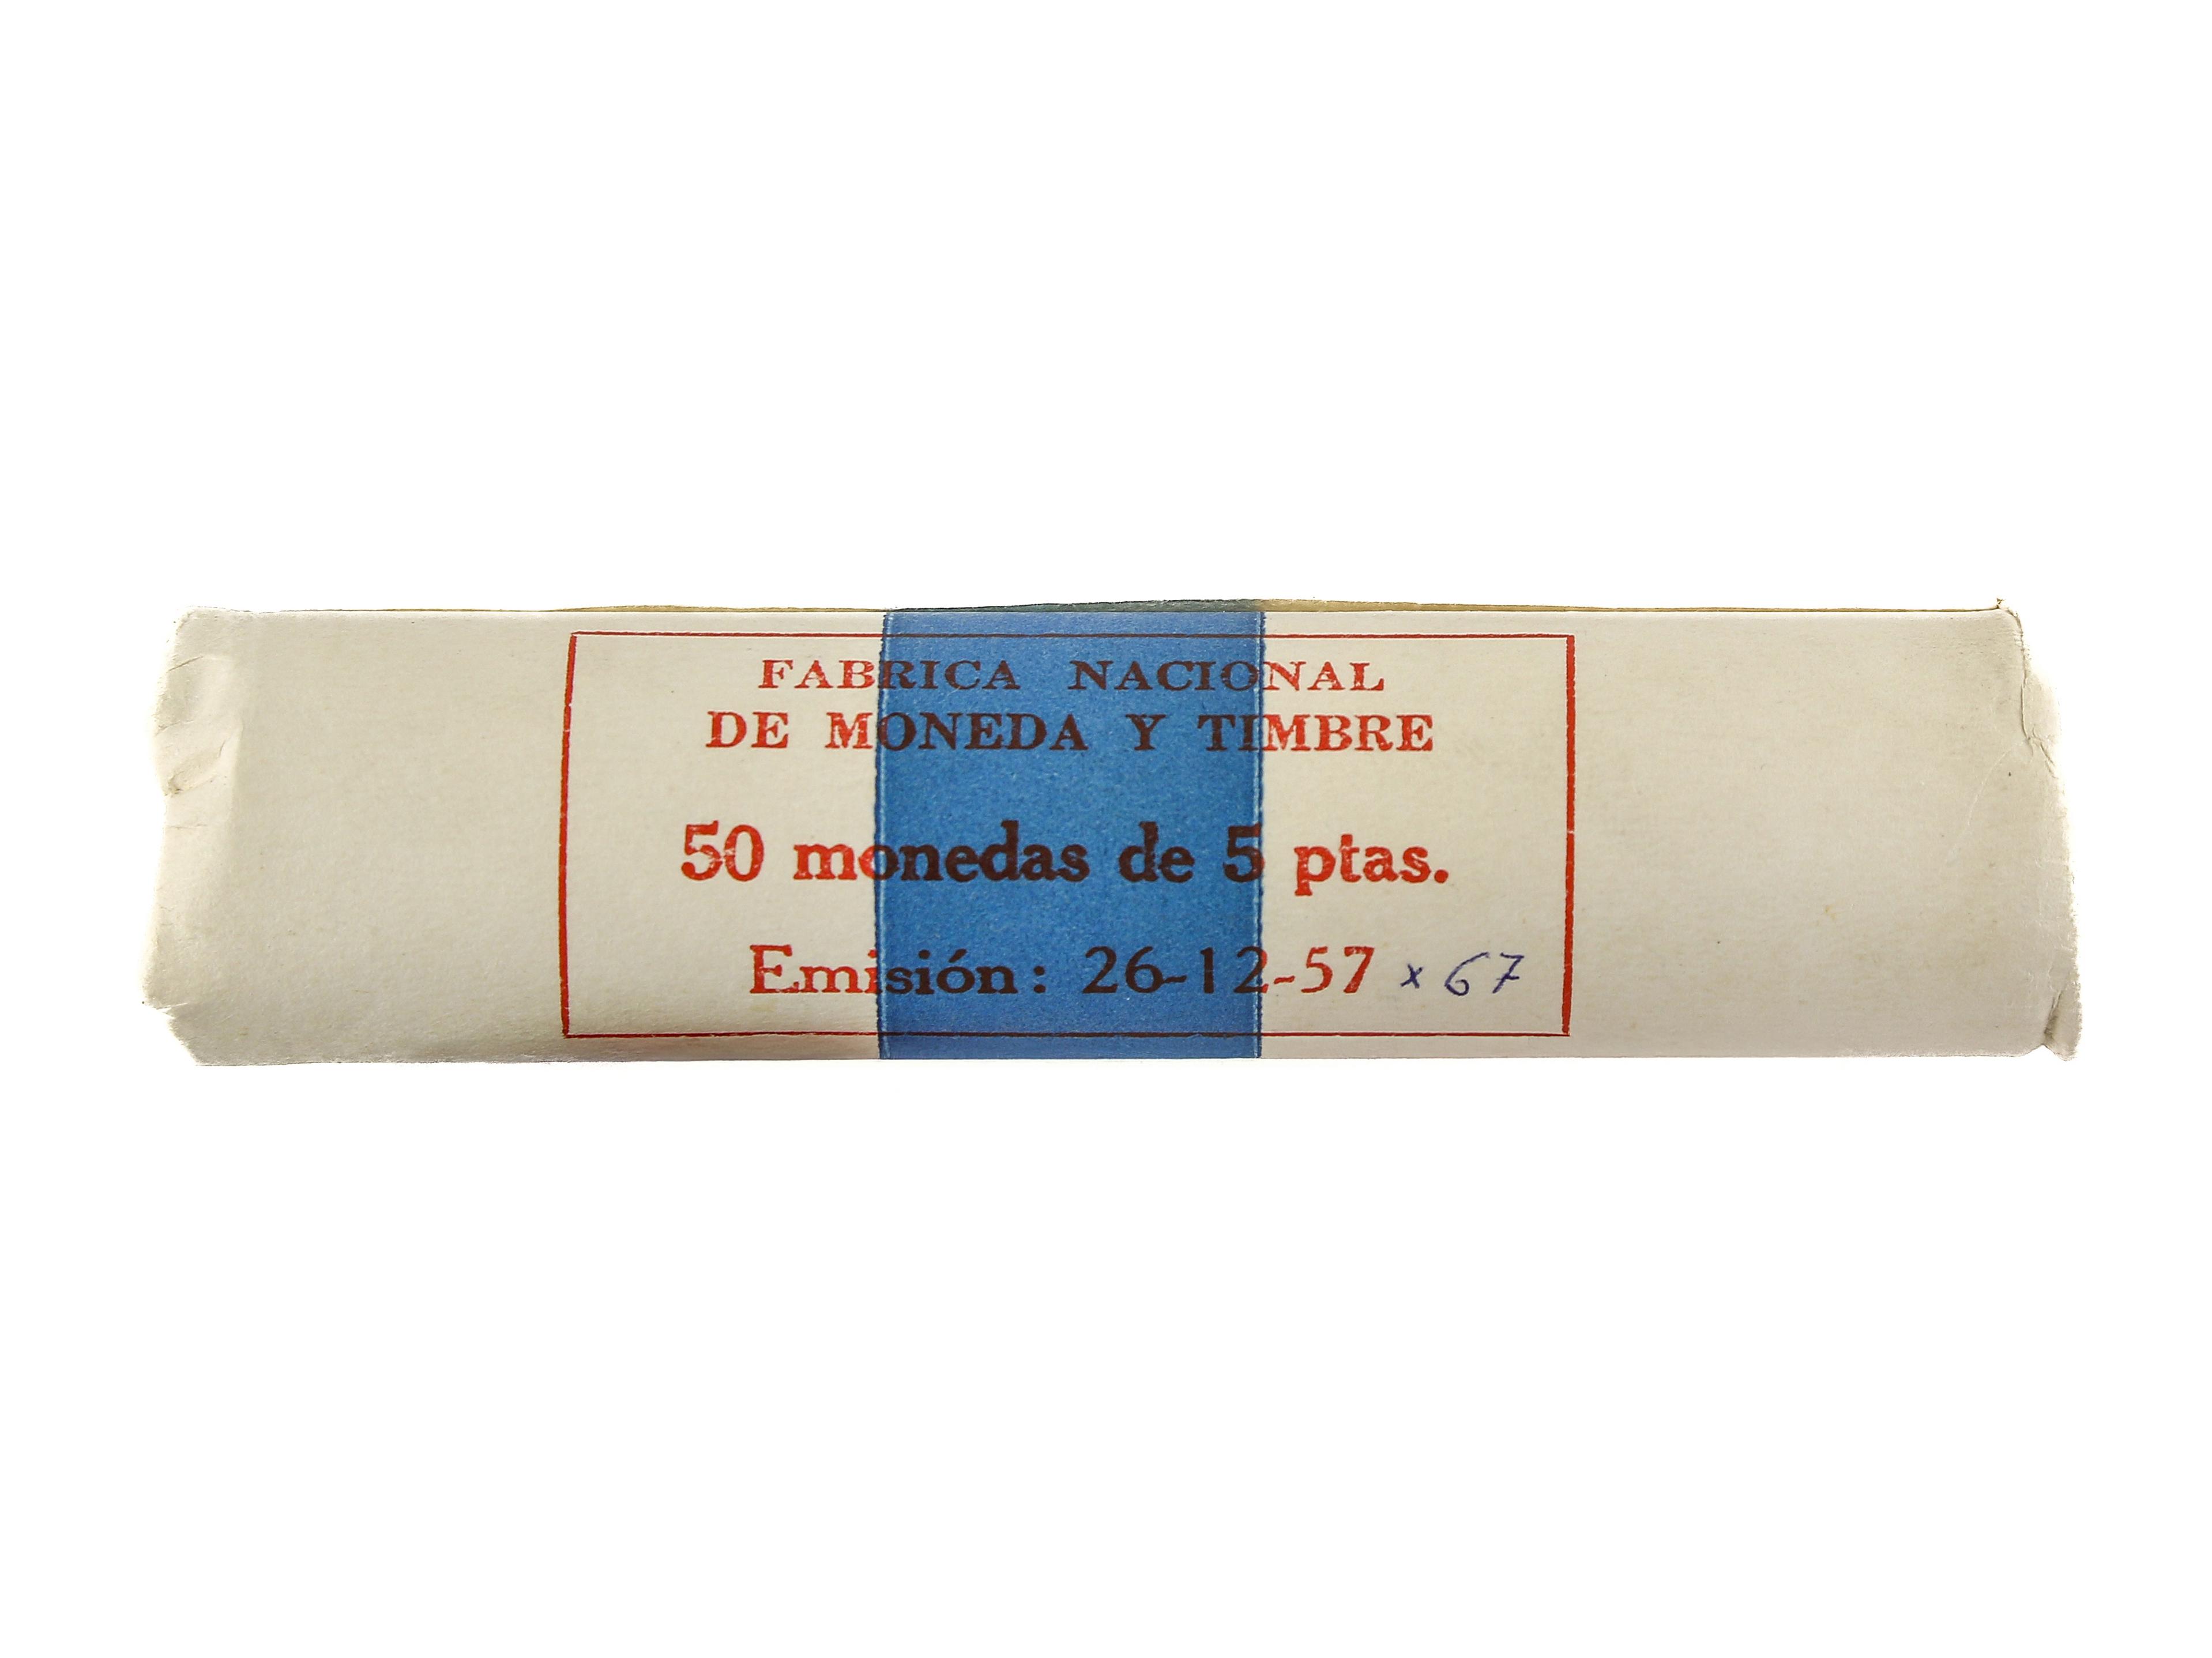 FABRICA NACIONAL
DE MONEDA Y TIMBRE
50 monedas de 5 ptas.
Emisión: 26-12-57 x 67